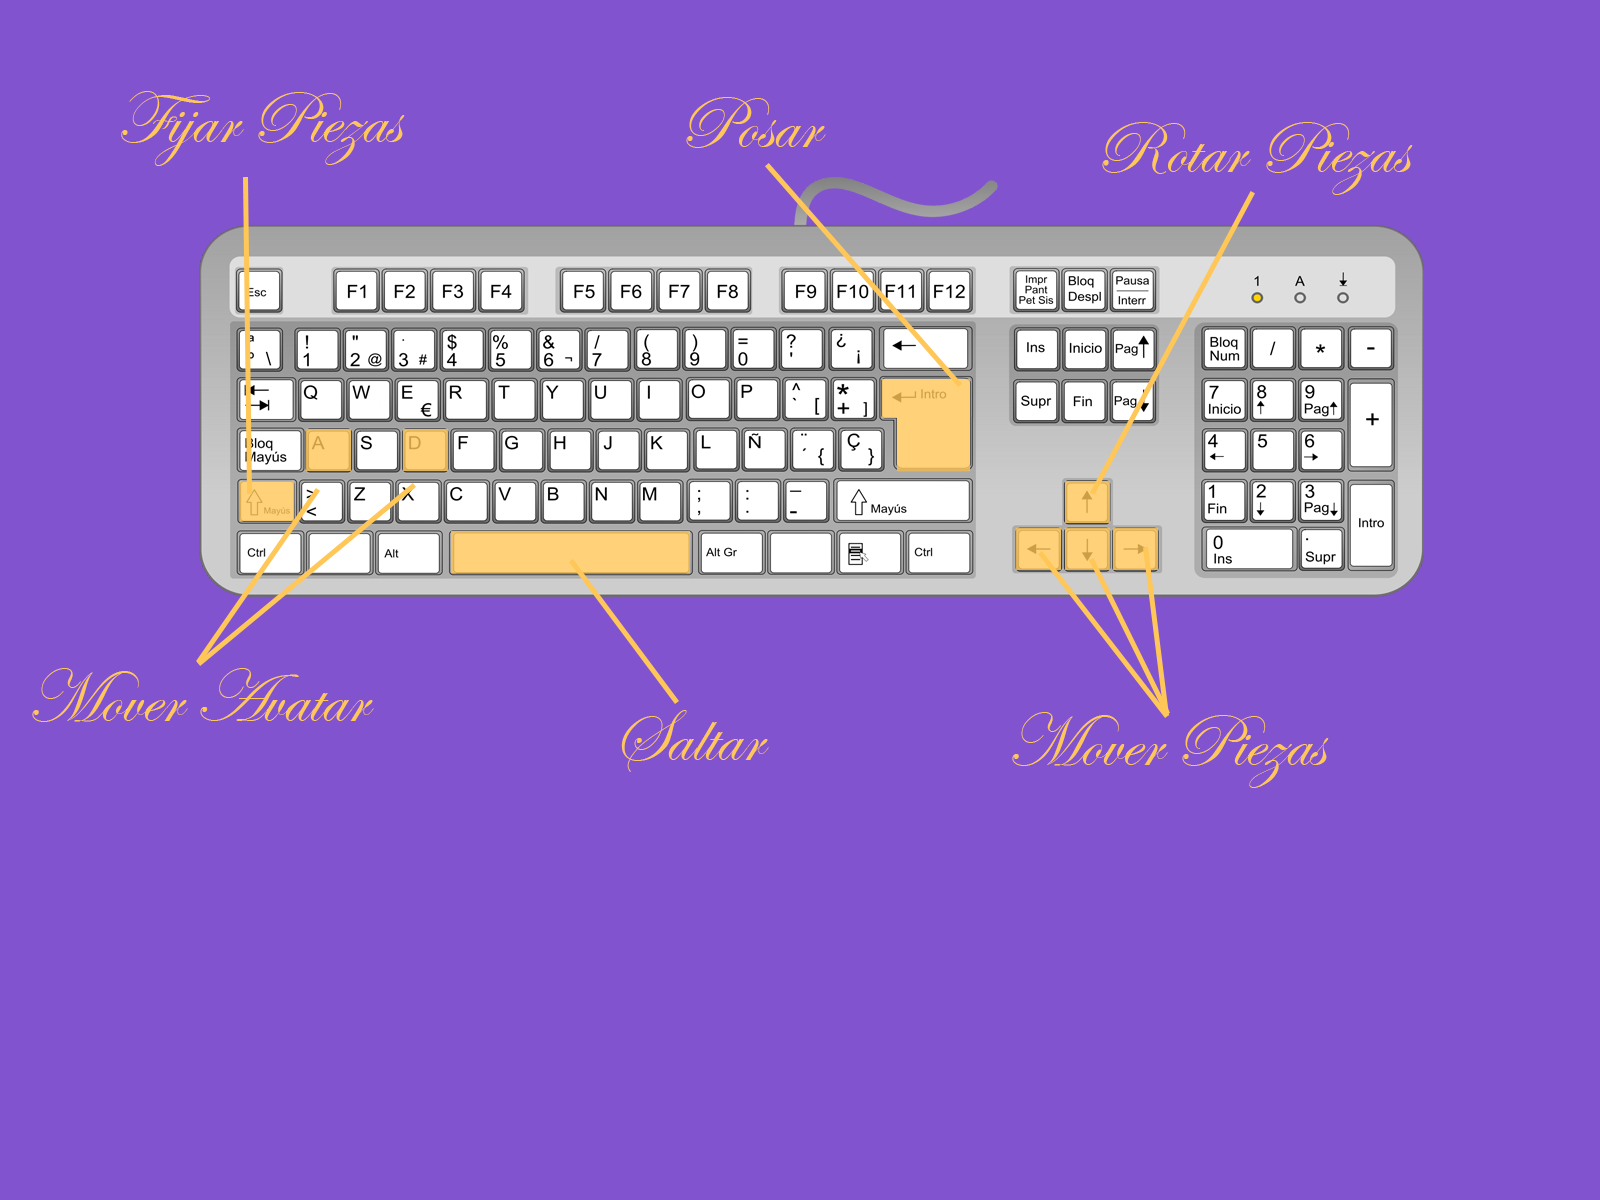 Fijar Piezas
Posar
Rotar Piezas
Esc F1 F2 F3 F4 F5 F6 F7 F8 F9 F10 F11 F12
Impr Pant Pet Sis
Bloq Despl
Pausa Interr
1 A
ª º \ ! 1 " 2 @ · 3 # $ 4 % 5 & 6 ¬ / 7 ( 8 ) 9 = 0 ? ' ¿ ¡ ←
Ins Inicio Pag↑
Bloq Num / * -
Q W E € R T Y U I O P ^ ` [ * + ] ↵ Intro
Supr Fin Pag↓
7 Inicio 8 ↑ 9 Pag↑ +
Bloq Mayús A S D F G H J K L Ñ ¨ ´ { Ç }
4 ← 5 6 →
⇧ Mayús > < Z X C V B N M ; , : . _ - ⇧ Mayús
↑
1 Fin 2 ↓ 3 Pag↓ Intro
Ctrl Alt Alt Gr Ctrl
← ↓ →
0 Ins . Supr
Mover Avatar
Saltar
Mover Piezas